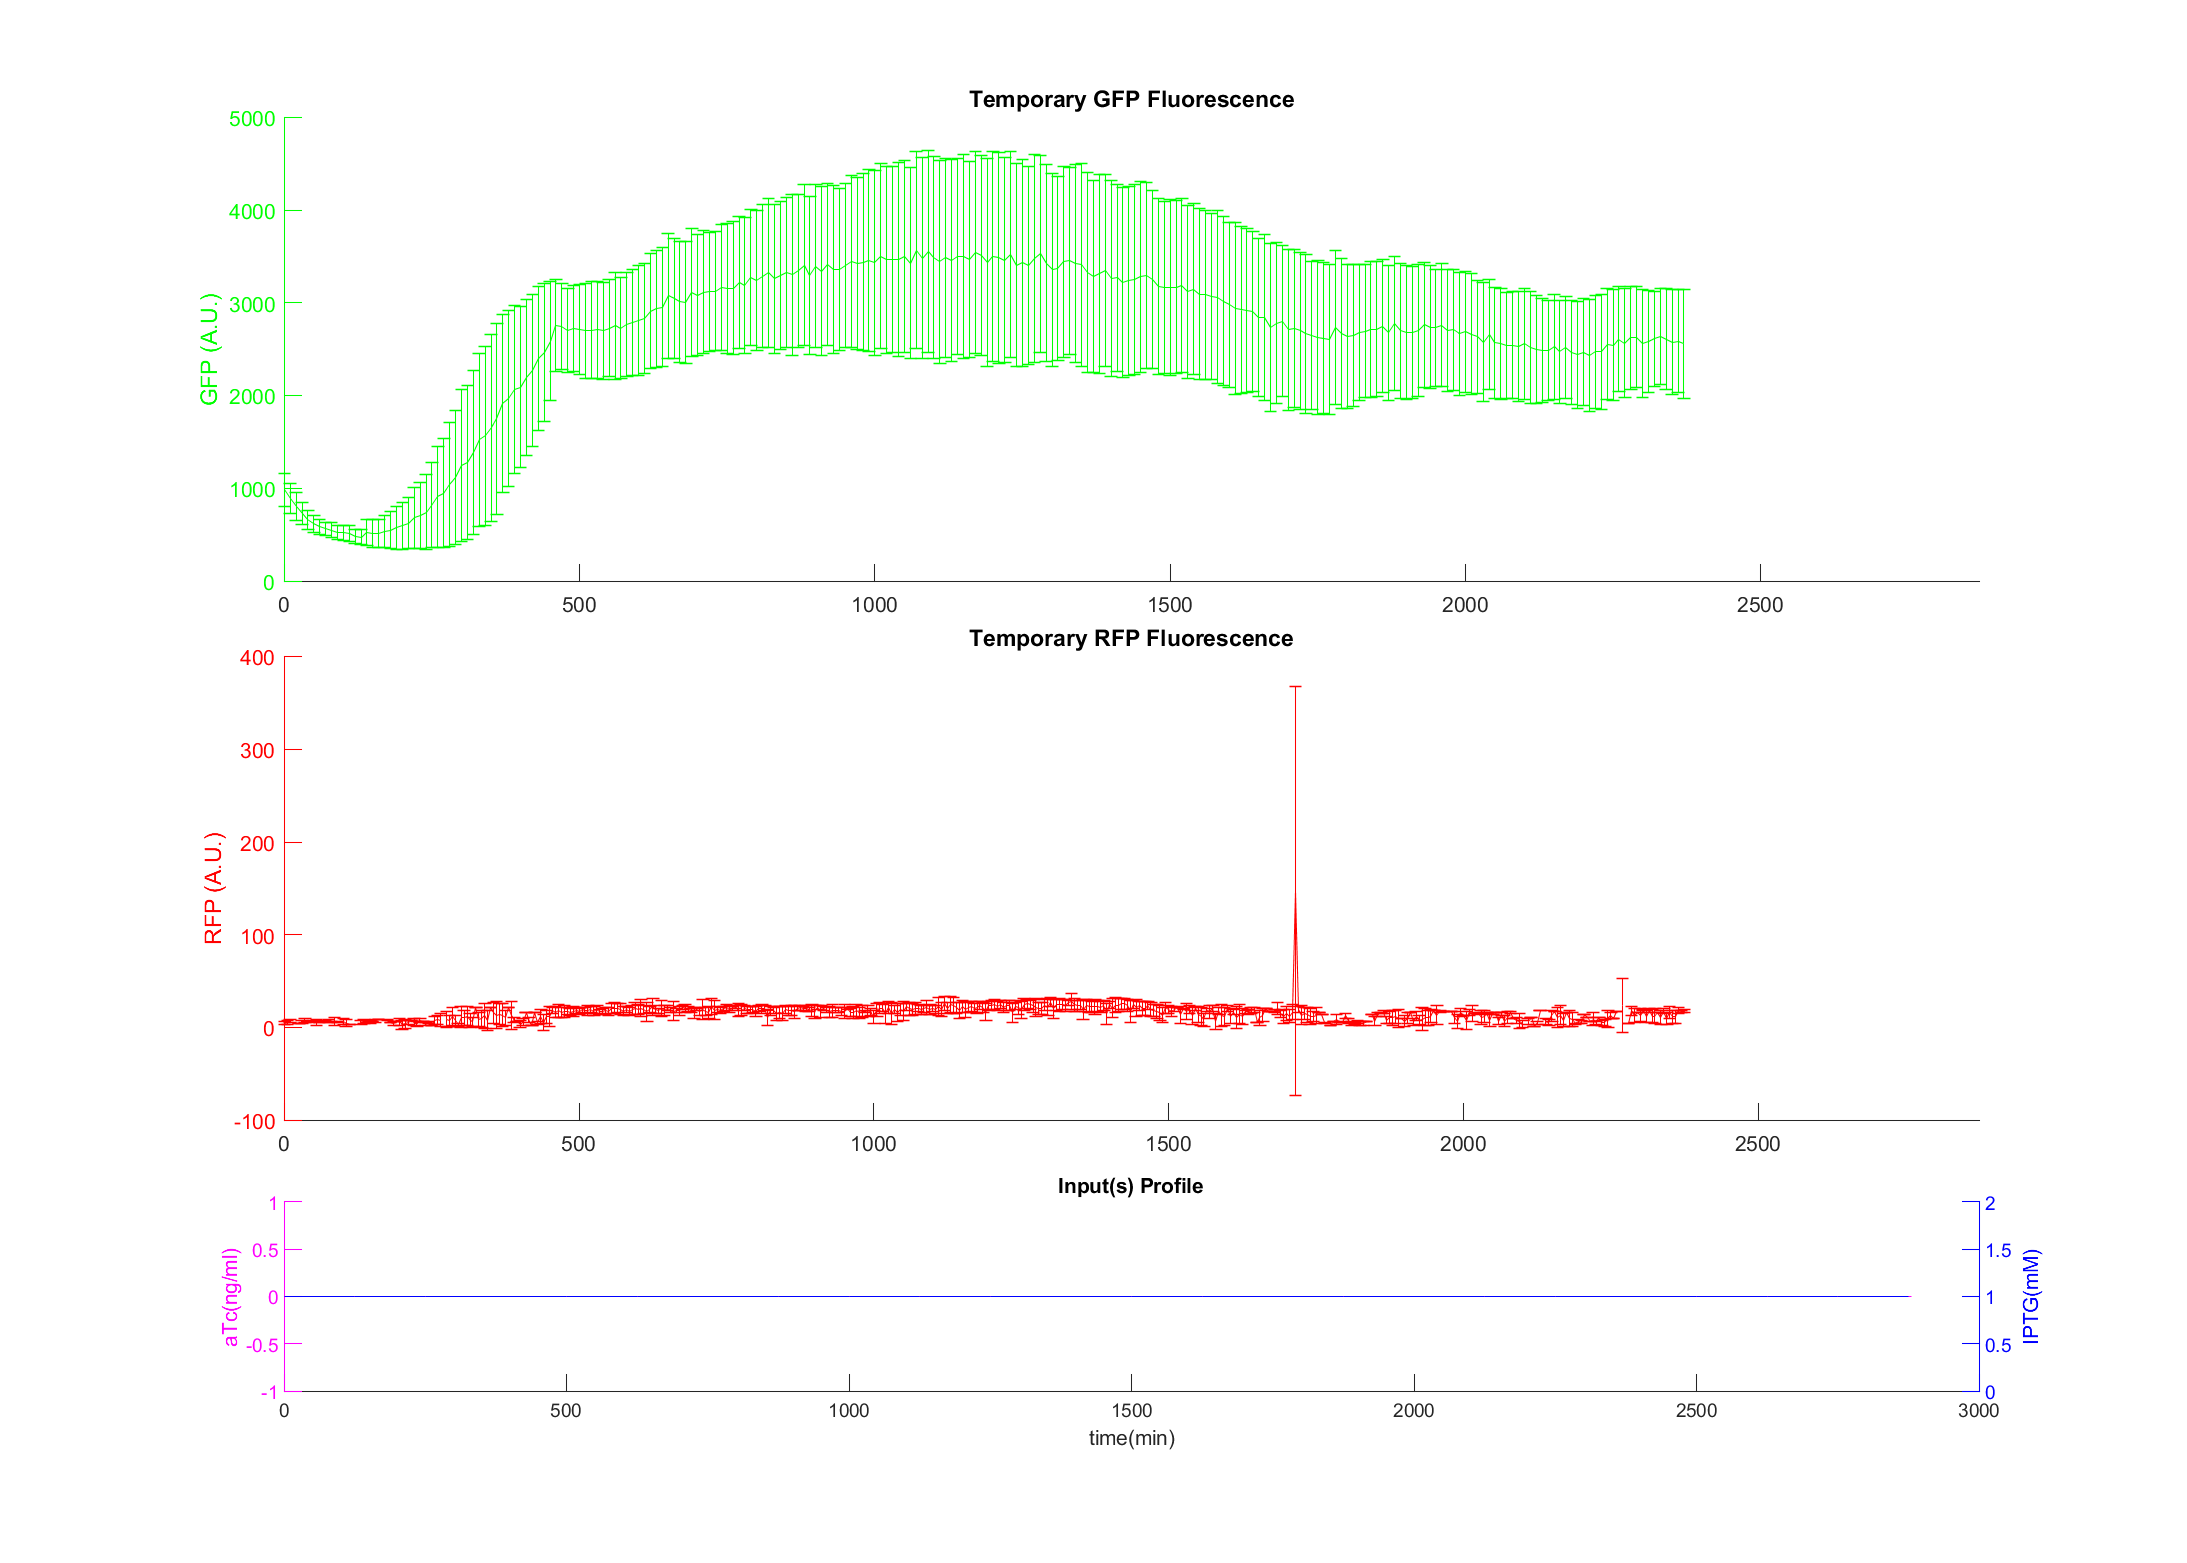 Temporary GFP Fluorescence
5000
4000
3000
2000
1000
0
GFP (A.U.)
0 500 1000 1500 2000 2500
Temporary RFP Fluorescence
400
300
200
100
0
-100
RFP (A.U.)
0 500 1000 1500 2000 2500
Input(s) Profile
1
0.5
0
-0.5
-1
aTc(ng/ml)
2
1.5
1
0.5
0
IPTG(mM)
0 500 1000 1500 2000 2500 3000
time(min)